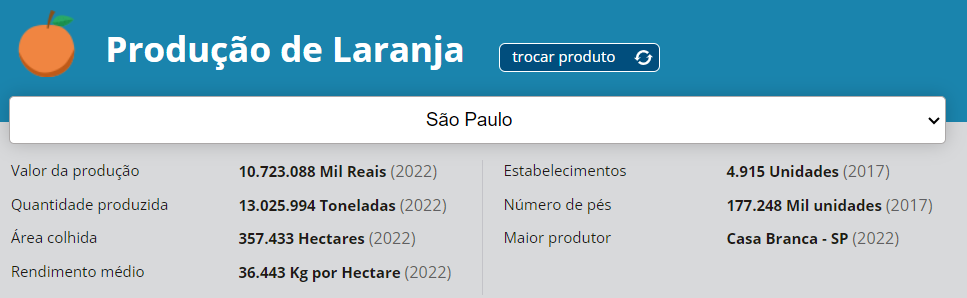 Produção de Laranja
trocar produto
São Paulo
Valor da produção 10.723.088 Mil Reais (2022)
Quantidade produzida 13.025.994 Toneladas (2022)
Área colhida 357.433 Hectares (2022)
Rendimento médio 36.443 Kg por Hectare (2022)
Estabelecimentos 4.915 Unidades (2017)
Número de pés 177.248 Mil unidades (2017)
Maior produtor Casa Branca - SP (2022)